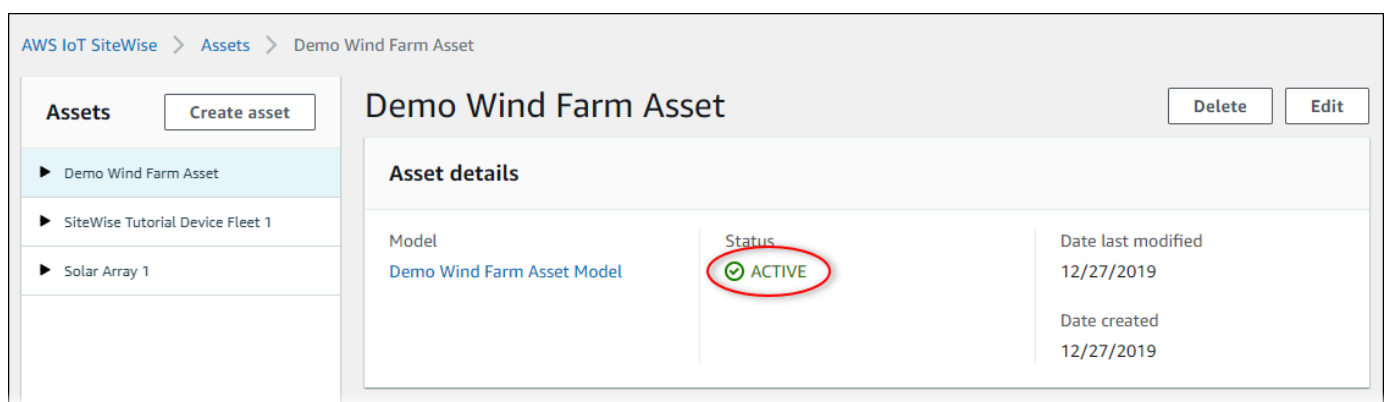 AWS IoT SiteWise > Assets > Demo Wind Farm Asset
Assets
Create asset
Demo Wind Farm Asset
SiteWise Tutorial Device Fleet 1
Solar Array 1
Demo Wind Farm Asset
Delete
Edit
Asset details
Model
Demo Wind Farm Asset Model
Status
ACTIVE
Date last modified
12/27/2019
Date created
12/27/2019